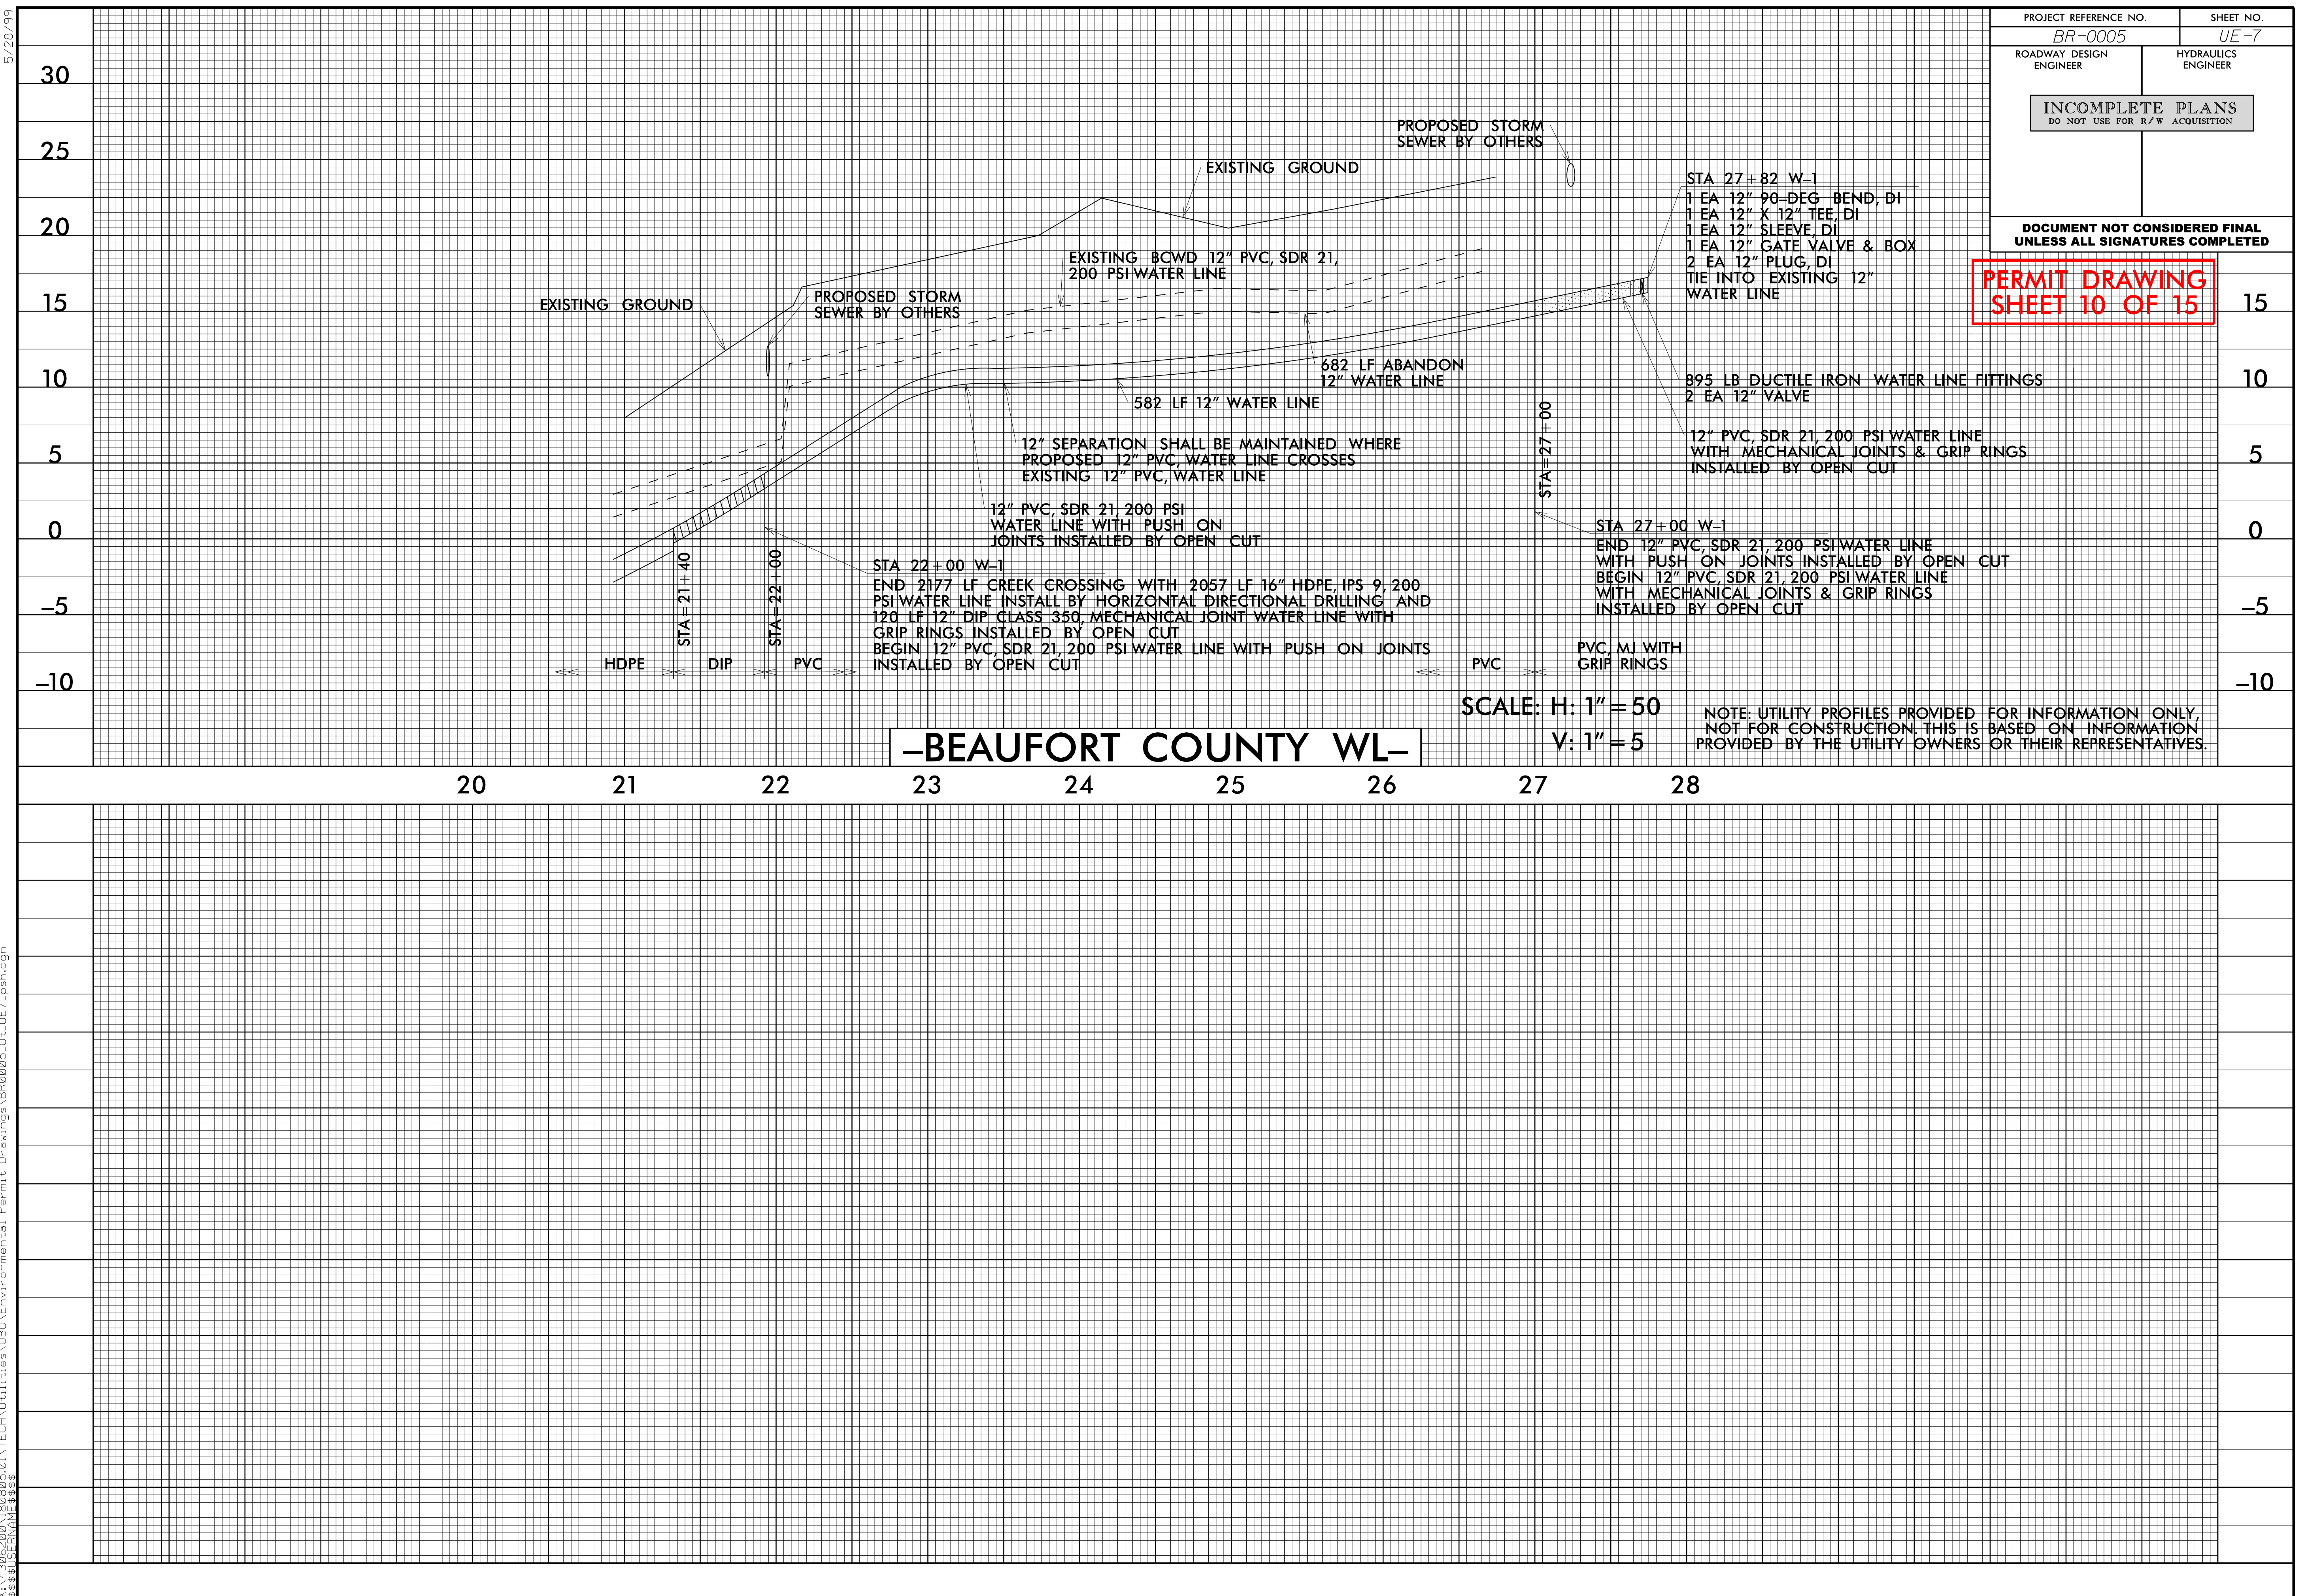 5/28/99
PROJECT REFERENCE NO.
SHEET NO.
BR-0005
UE-7
ROADWAY DESIGN
ENGINEER
HYDRAULICS
ENGINEER
INCOMPLETE PLANS
DO NOT USE FOR R/W ACQUISITION
DOCUMENT NOT CONSIDERED FINAL
UNLESS ALL SIGNATURES COMPLETED
PERMIT DRAWING
SHEET 10 OF 15
30
25
20
15
10
5
0
–5
–10
15
10
5
0
–5
–10
PROPOSED STORM
SEWER BY OTHERS
EXISTING GROUND
STA 27+82 W–1
1 EA 12" 90–DEG BEND, DI
1 EA 12" X 12" TEE, DI
1 EA 12" SLEEVE, DI
1 EA 12" GATE VALVE & BOX
2 EA 12" PLUG, DI
TIE INTO EXISTING 12"
WATER LINE
EXISTING BCWD 12" PVC, SDR 21,
200 PSI WATER LINE
EXISTING GROUND
PROPOSED STORM
SEWER BY OTHERS
682 LF ABANDON
12" WATER LINE
895 LB DUCTILE IRON WATER LINE FITTINGS
2 EA 12" VALVE
582 LF 12" WATER LINE
12" SEPARATION SHALL BE MAINTAINED WHERE
PROPOSED 12" PVC, WATER LINE CROSSES
EXISTING 12" PVC, WATER LINE
12" PVC, SDR 21, 200 PSI WATER LINE
WITH MECHANICAL JOINTS & GRIP RINGS
INSTALLED BY OPEN CUT
STA=27+00
12" PVC, SDR 21, 200 PSI
WATER LINE WITH PUSH ON
JOINTS INSTALLED BY OPEN CUT
STA 27+00 W–1
END 12" PVC, SDR 21, 200 PSI WATER LINE
WITH PUSH ON JOINTS INSTALLED BY OPEN CUT
BEGIN 12" PVC, SDR 21, 200 PSI WATER LINE
WITH MECHANICAL JOINTS & GRIP RINGS
INSTALLED BY OPEN CUT
STA=21+40
STA=22+00
STA 22+00 W–1
END 2177 LF CREEK CROSSING WITH 2057 LF 16" HDPE, IPS 9, 200
PSI WATER LINE INSTALL BY HORIZONTAL DIRECTIONAL DRILLING AND
120 LF 12" DIP CLASS 350, MECHANICAL JOINT WATER LINE WITH
GRIP RINGS INSTALLED BY OPEN CUT
BEGIN 12" PVC, SDR 21, 200 PSI WATER LINE WITH PUSH ON JOINTS
INSTALLED BY OPEN CUT
HDPE
DIP
PVC
PVC
PVC, MJ WITH
GRIP RINGS
SCALE: H: 1"=50
V: 1"=5
NOTE: UTILITY PROFILES PROVIDED FOR INFORMATION ONLY,
NOT FOR CONSTRUCTION. THIS IS BASED ON INFORMATION
PROVIDED BY THE UTILITY OWNERS OR THEIR REPRESENTATIVES.
–BEAUFORT COUNTY WL–
20
21
22
23
24
25
26
27
28